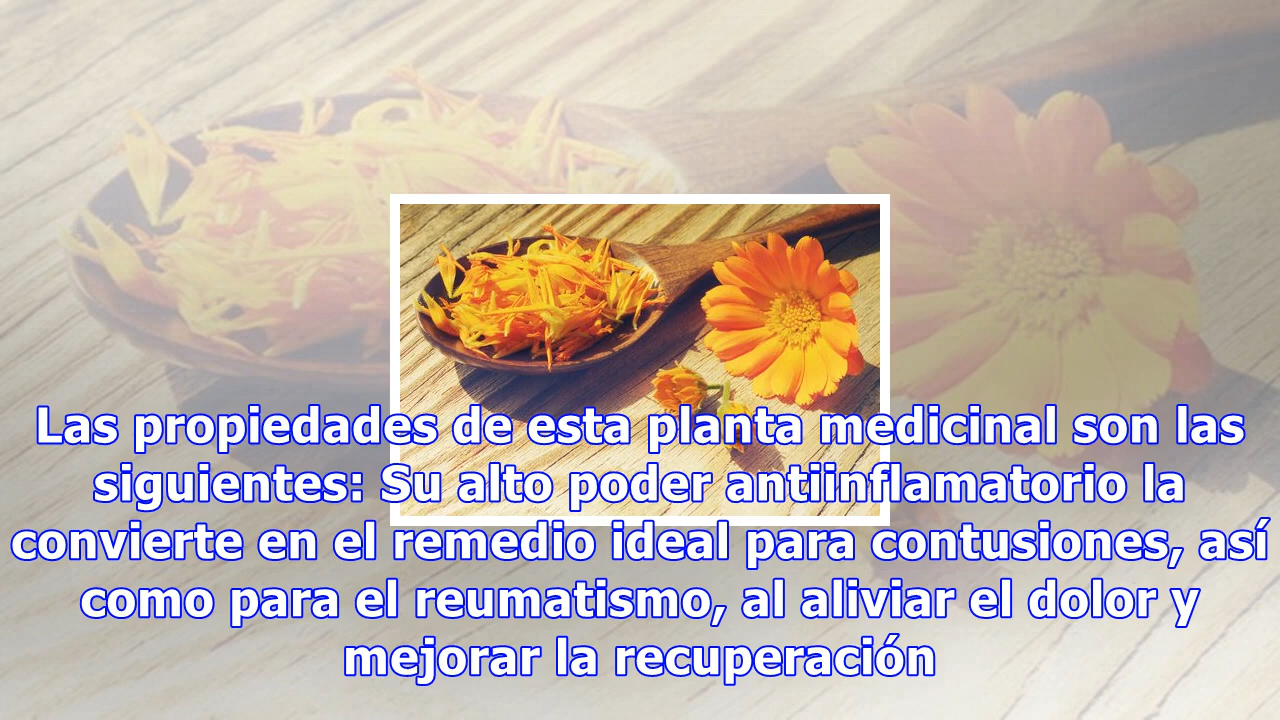 Las propiedades de esta planta medicinal son las
siguientes: Su alto poder antiinflamatorio la
convierte en el remedio ideal para contusiones, así
como para el reumatismo, al aliviar el dolor y
mejorar la recuperación